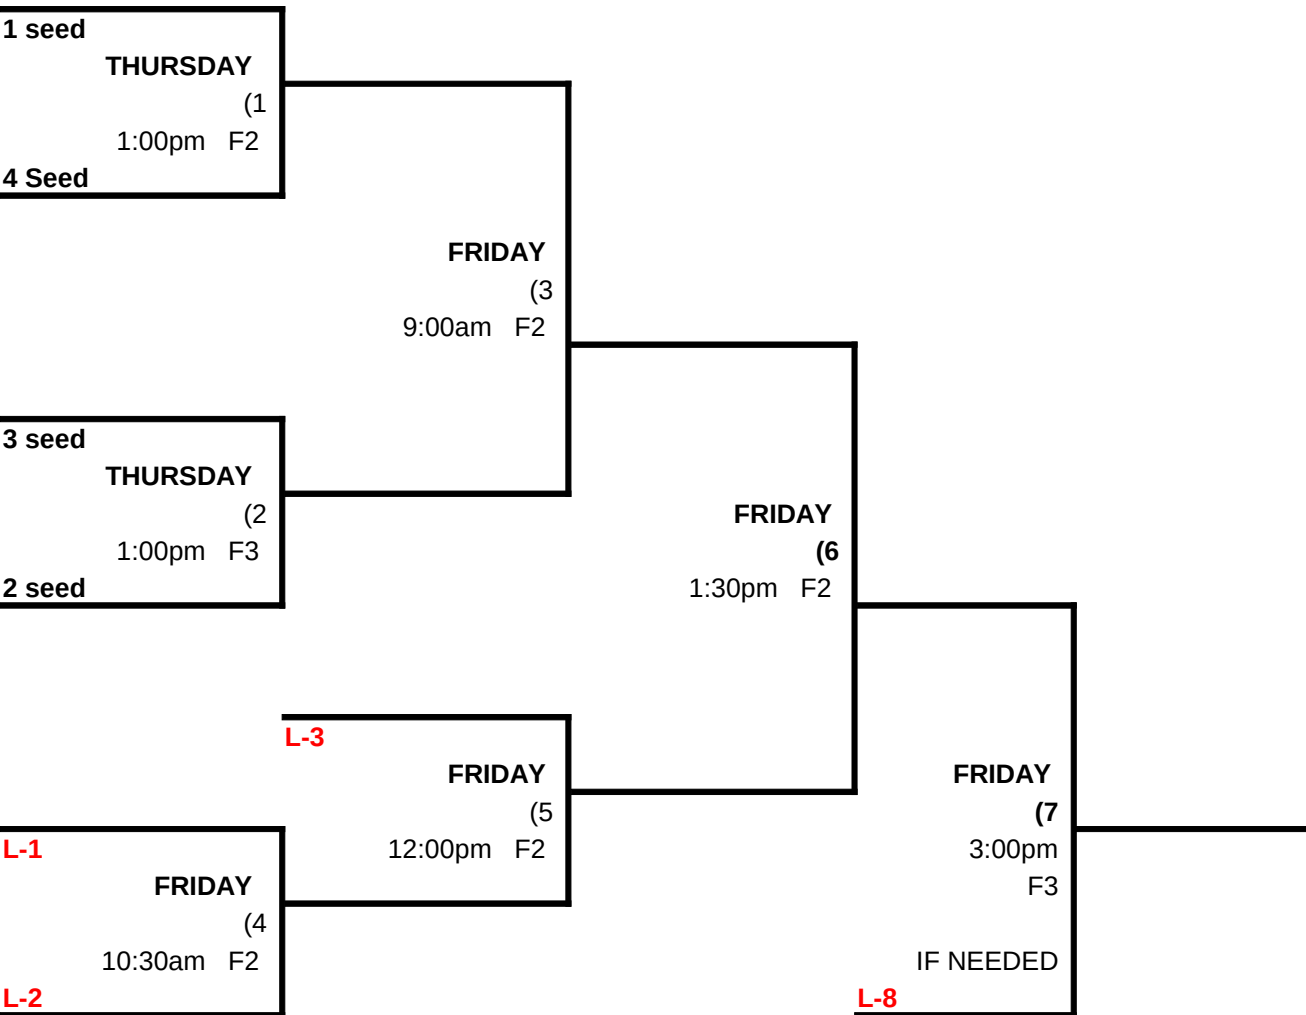 1 seed
THURSDAY
(1
1:00pm F2
4 Seed
FRIDAY
(3
9:00am F2
3 seed
THURSDAY
(2
1:00pm F3
2 seed
FRIDAY
(6
1:30pm F2
L-3
FRIDAY
(5
12:00pm F2
L-1
FRIDAY
(4
10:30am F2
L-2
FRIDAY
(7
3:00pm
F3
IF NEEDED
L-8